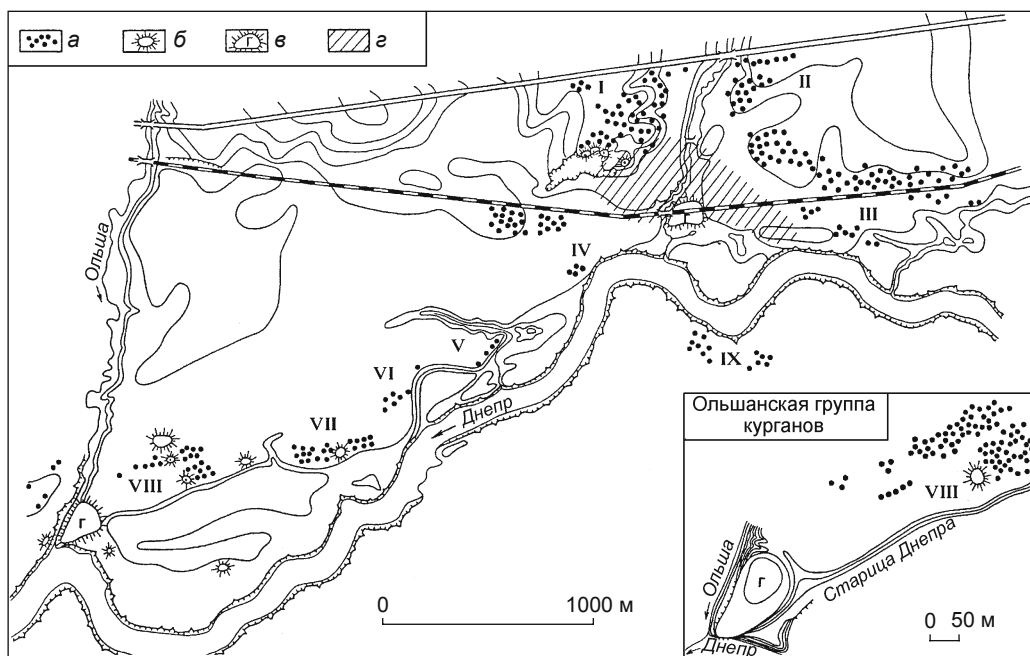 а б в г
г
I
II
III
IV
V
VI
VII
VIII
IX
Ольша
г
г
Днепр
0 1000 м
Ольшанская группа
курганов
VIII
Старица Днепра
Ольша
г
Днепр
0 50 м